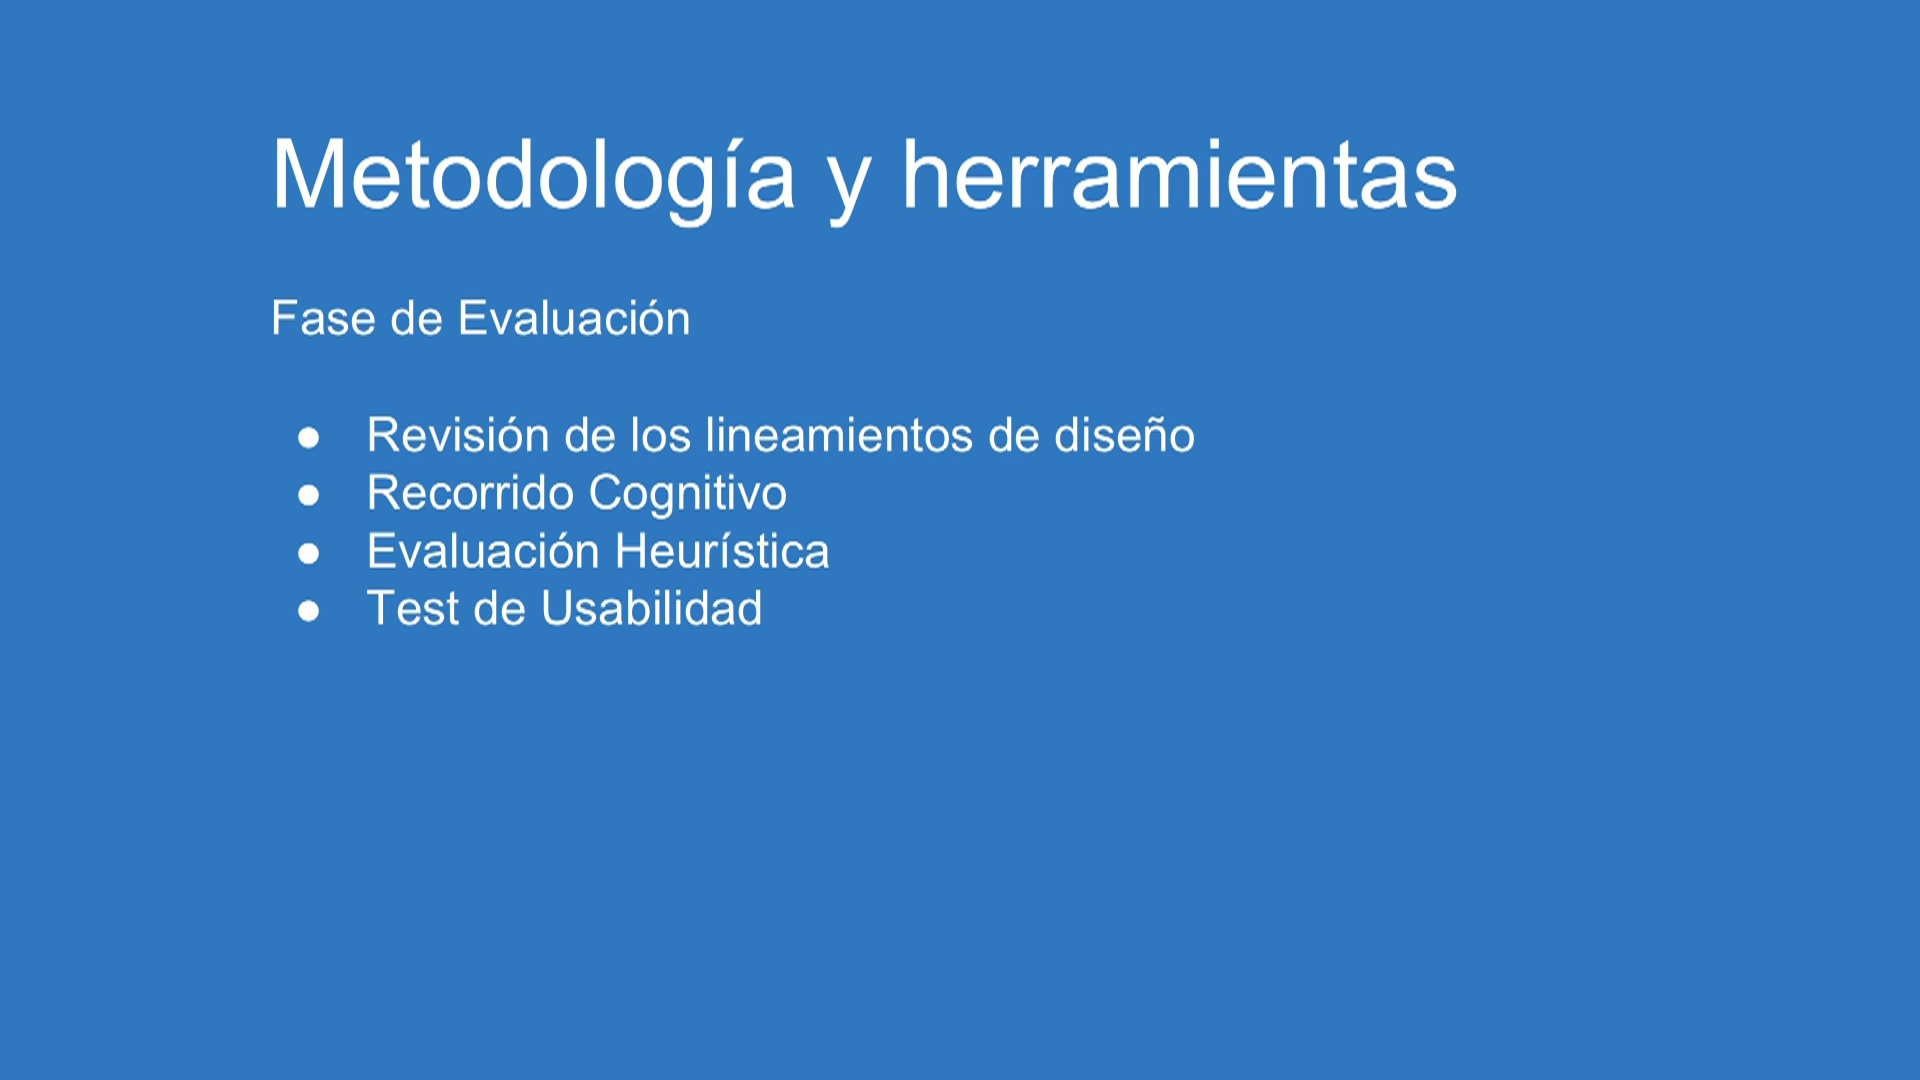 Metodología y herramientas
Fase de Evaluación
● Revisión de los lineamientos de diseño
● Recorrido Cognitivo
● Evaluación Heurística
● Test de Usabilidad